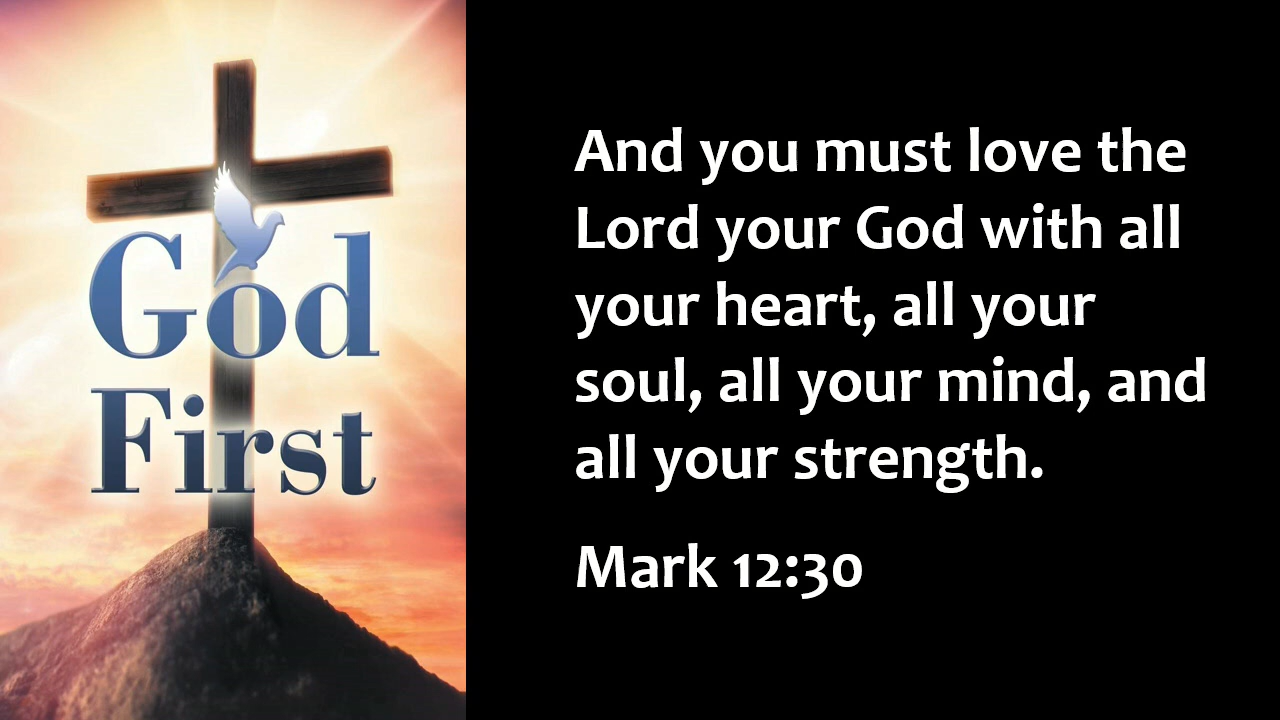 God
First
And you must love the
Lord your God with all
your heart, all your
soul, all your mind, and
all your strength.
Mark 12:30